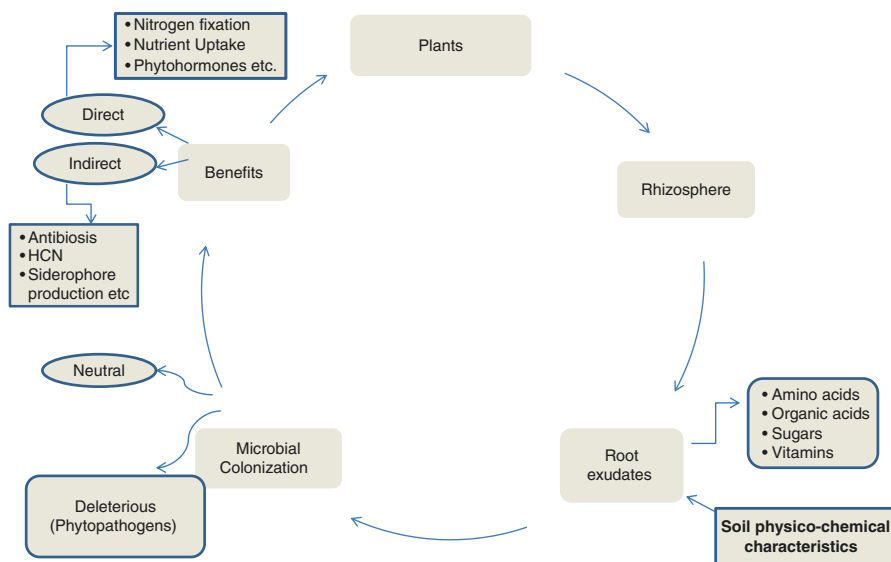 • Nitrogen fixation
• Nutrient Uptake
• Phytohormones etc.
Plants
Direct
Indirect
Benefits
Rhizosphere
• Antibiosis
• HCN
• Siderophore
production etc
Neutral
• Amino acids
• Organic acids
• Sugars
• Vitamins
Microbial
Colonization
Root
exudates
Deleterious
(Phytopathogens)
Soil physico-chemical
characteristics